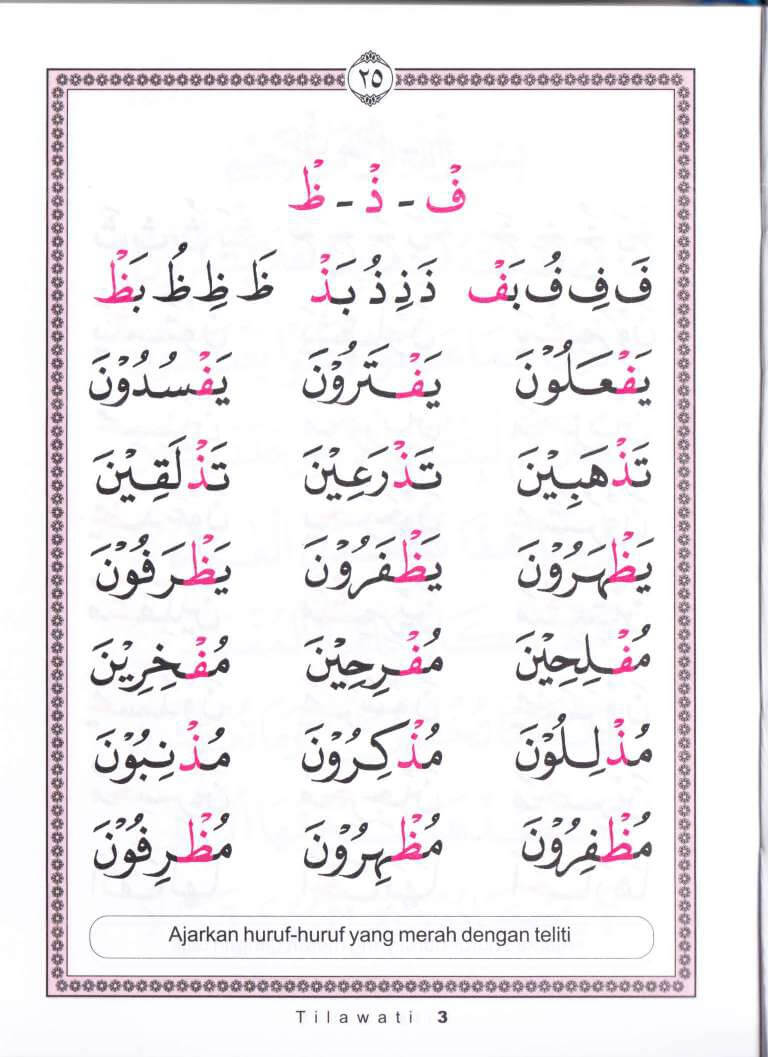 ٢٥
فْ - ذْ - ظْ
فَ فِ فُ بَفْ ذَ ذِ ذُ بَذْ ظَ ظِ ظُ بَظْ
يَفْعَلُوْنَ يَفْتَرُوْنَ يَفْسُدُوْنَ
تَذْهَبِيْنَ تَذْرَعِيْنَ تَذْلَقِيْنَ
يَظْهَرُوْنَ يَظْفَرُوْنَ يَظْرَفُوْنَ
مُفْلِحِيْنَ مُفْرِحِيْنَ مُفْخِرِيْنَ
مُذْلِلُوْنَ مُذْكِرُوْنَ مُذْنِبُوْنَ
مُظْفِرُوْنَ مُظْهِرُوْنَ مُظْرِفُوْنَ
Ajarkan huruf-huruf yang merah dengan teliti
Tilawati 3